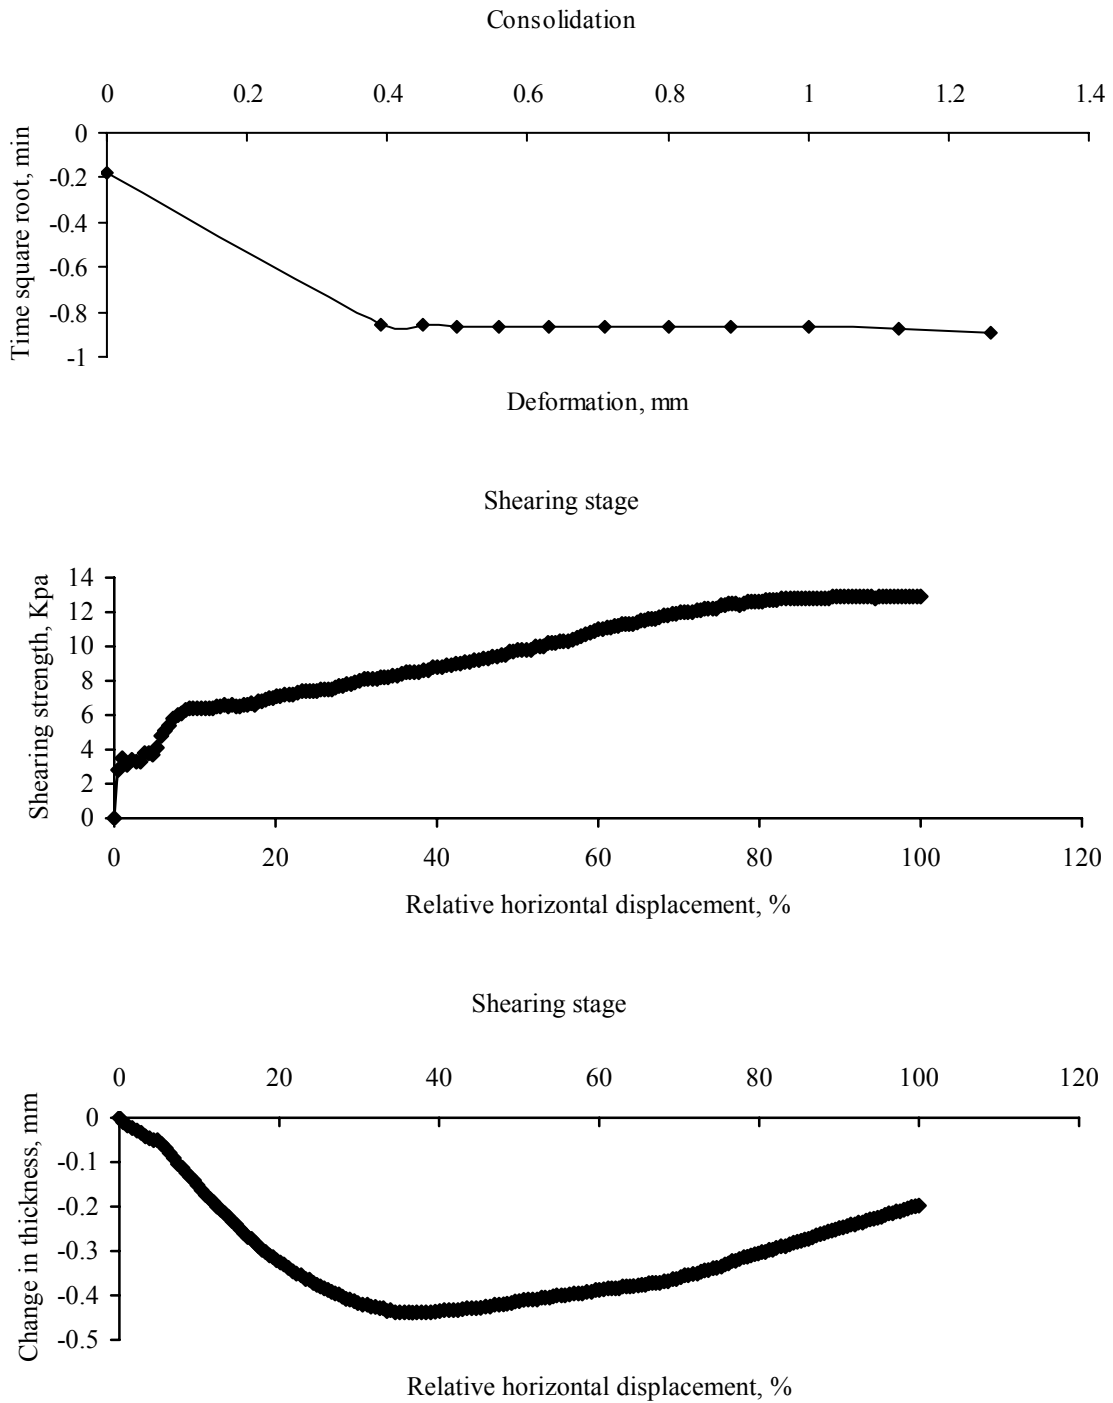 Consolidation
0 0.2 0.4 0.6 0.8 1 1.2 1.4
Time square root, min
0
-0.2
-0.4
-0.6
-0.8
-1
Deformation, mm
Shearing stage
Shearing strength, Kpa
14
12
10
8
6
4
2
0
0 20 40 60 80 100 120
Relative horizontal displacement, %
Shearing stage
0 20 40 60 80 100 120
Change in thickness, mm
0
-0.1
-0.2
-0.3
-0.4
-0.5
Relative horizontal displacement, %